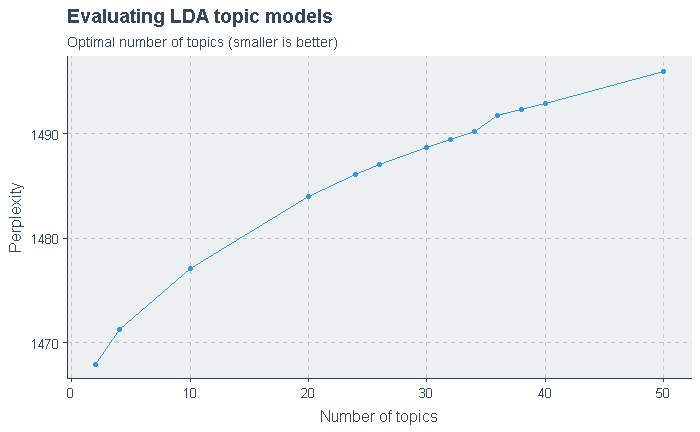 Evaluating LDA topic models
Optimal number of topics (smaller is better)
Perplexity
1490
1480
1470
0 10 20 30 40 50
Number of topics